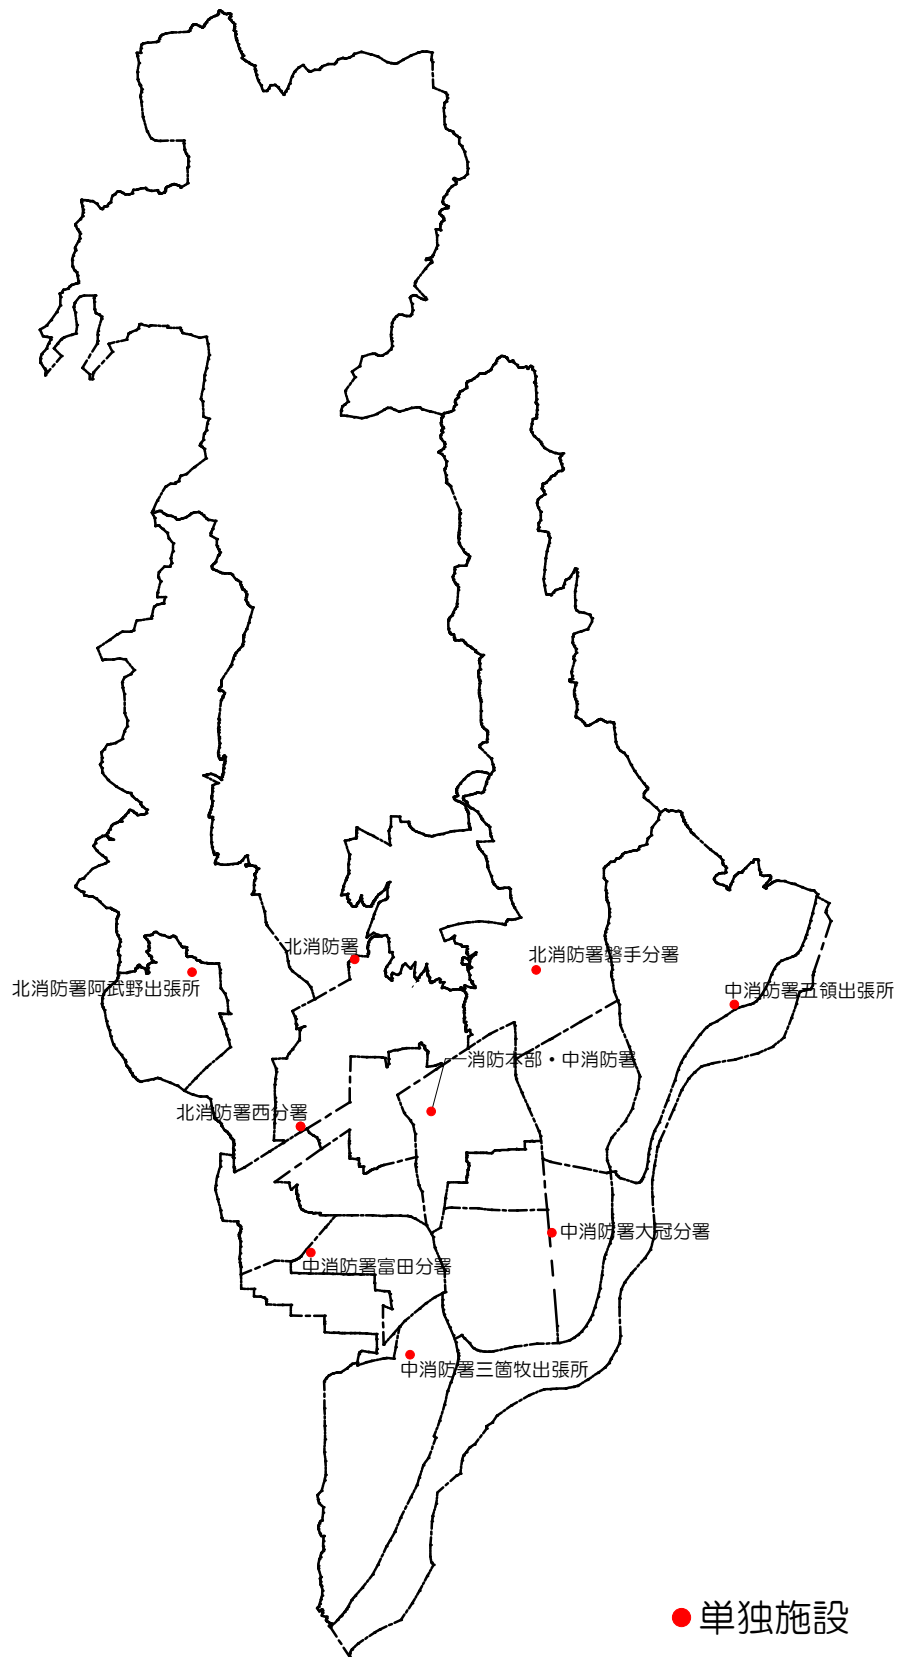 北消防署
北消防署磐手分署
北消防署阿武野出張所
中消防署五領出張所
消防本部・中消防署
北消防署西分署
中消防署大冠分署
中消防署富田分署
中消防署三箇牧出張所
単独施設